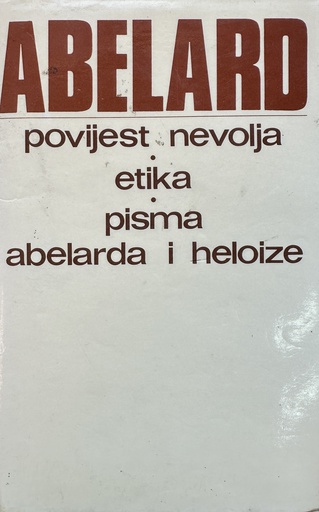 ABELARD
povijest nevolja
·
etika
·
pisma
abelarda i heloize